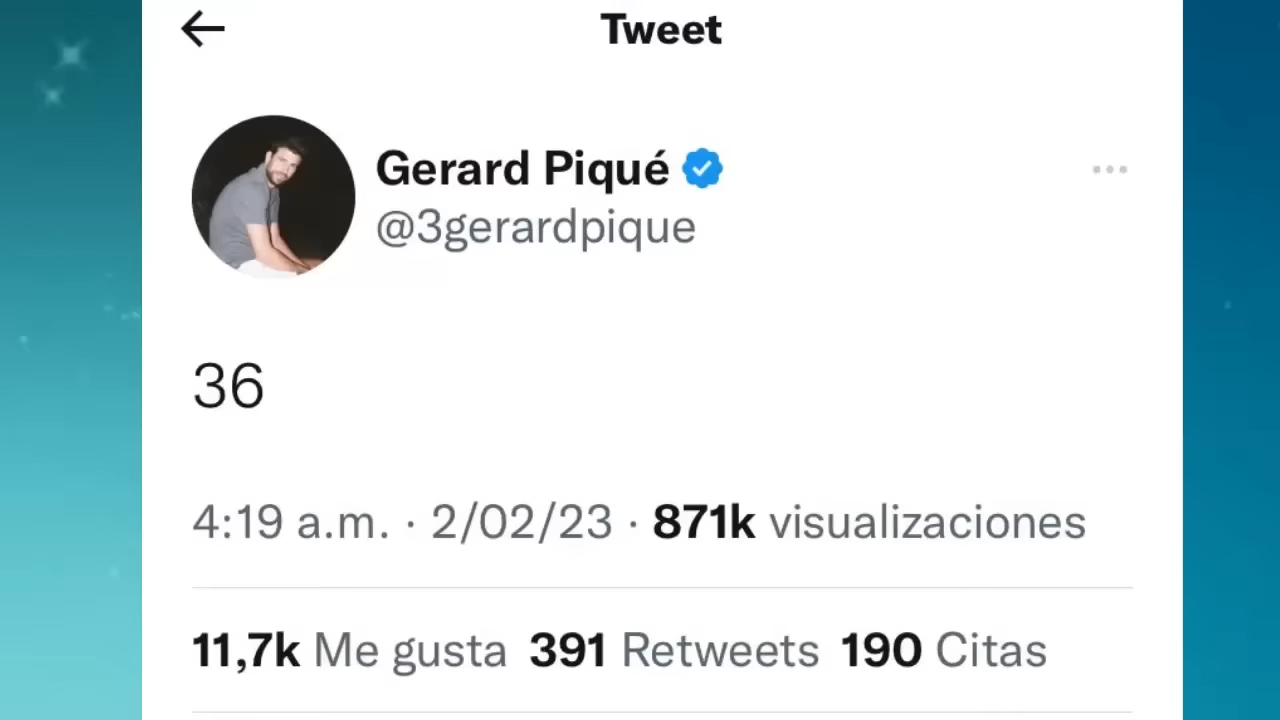 Tweet
Gerard Piqué
@3gerardpique
36
4:19 a.m. · 2/02/23 · 871k visualizaciones
11,7k Me gusta 391 Retweets 190 Citas